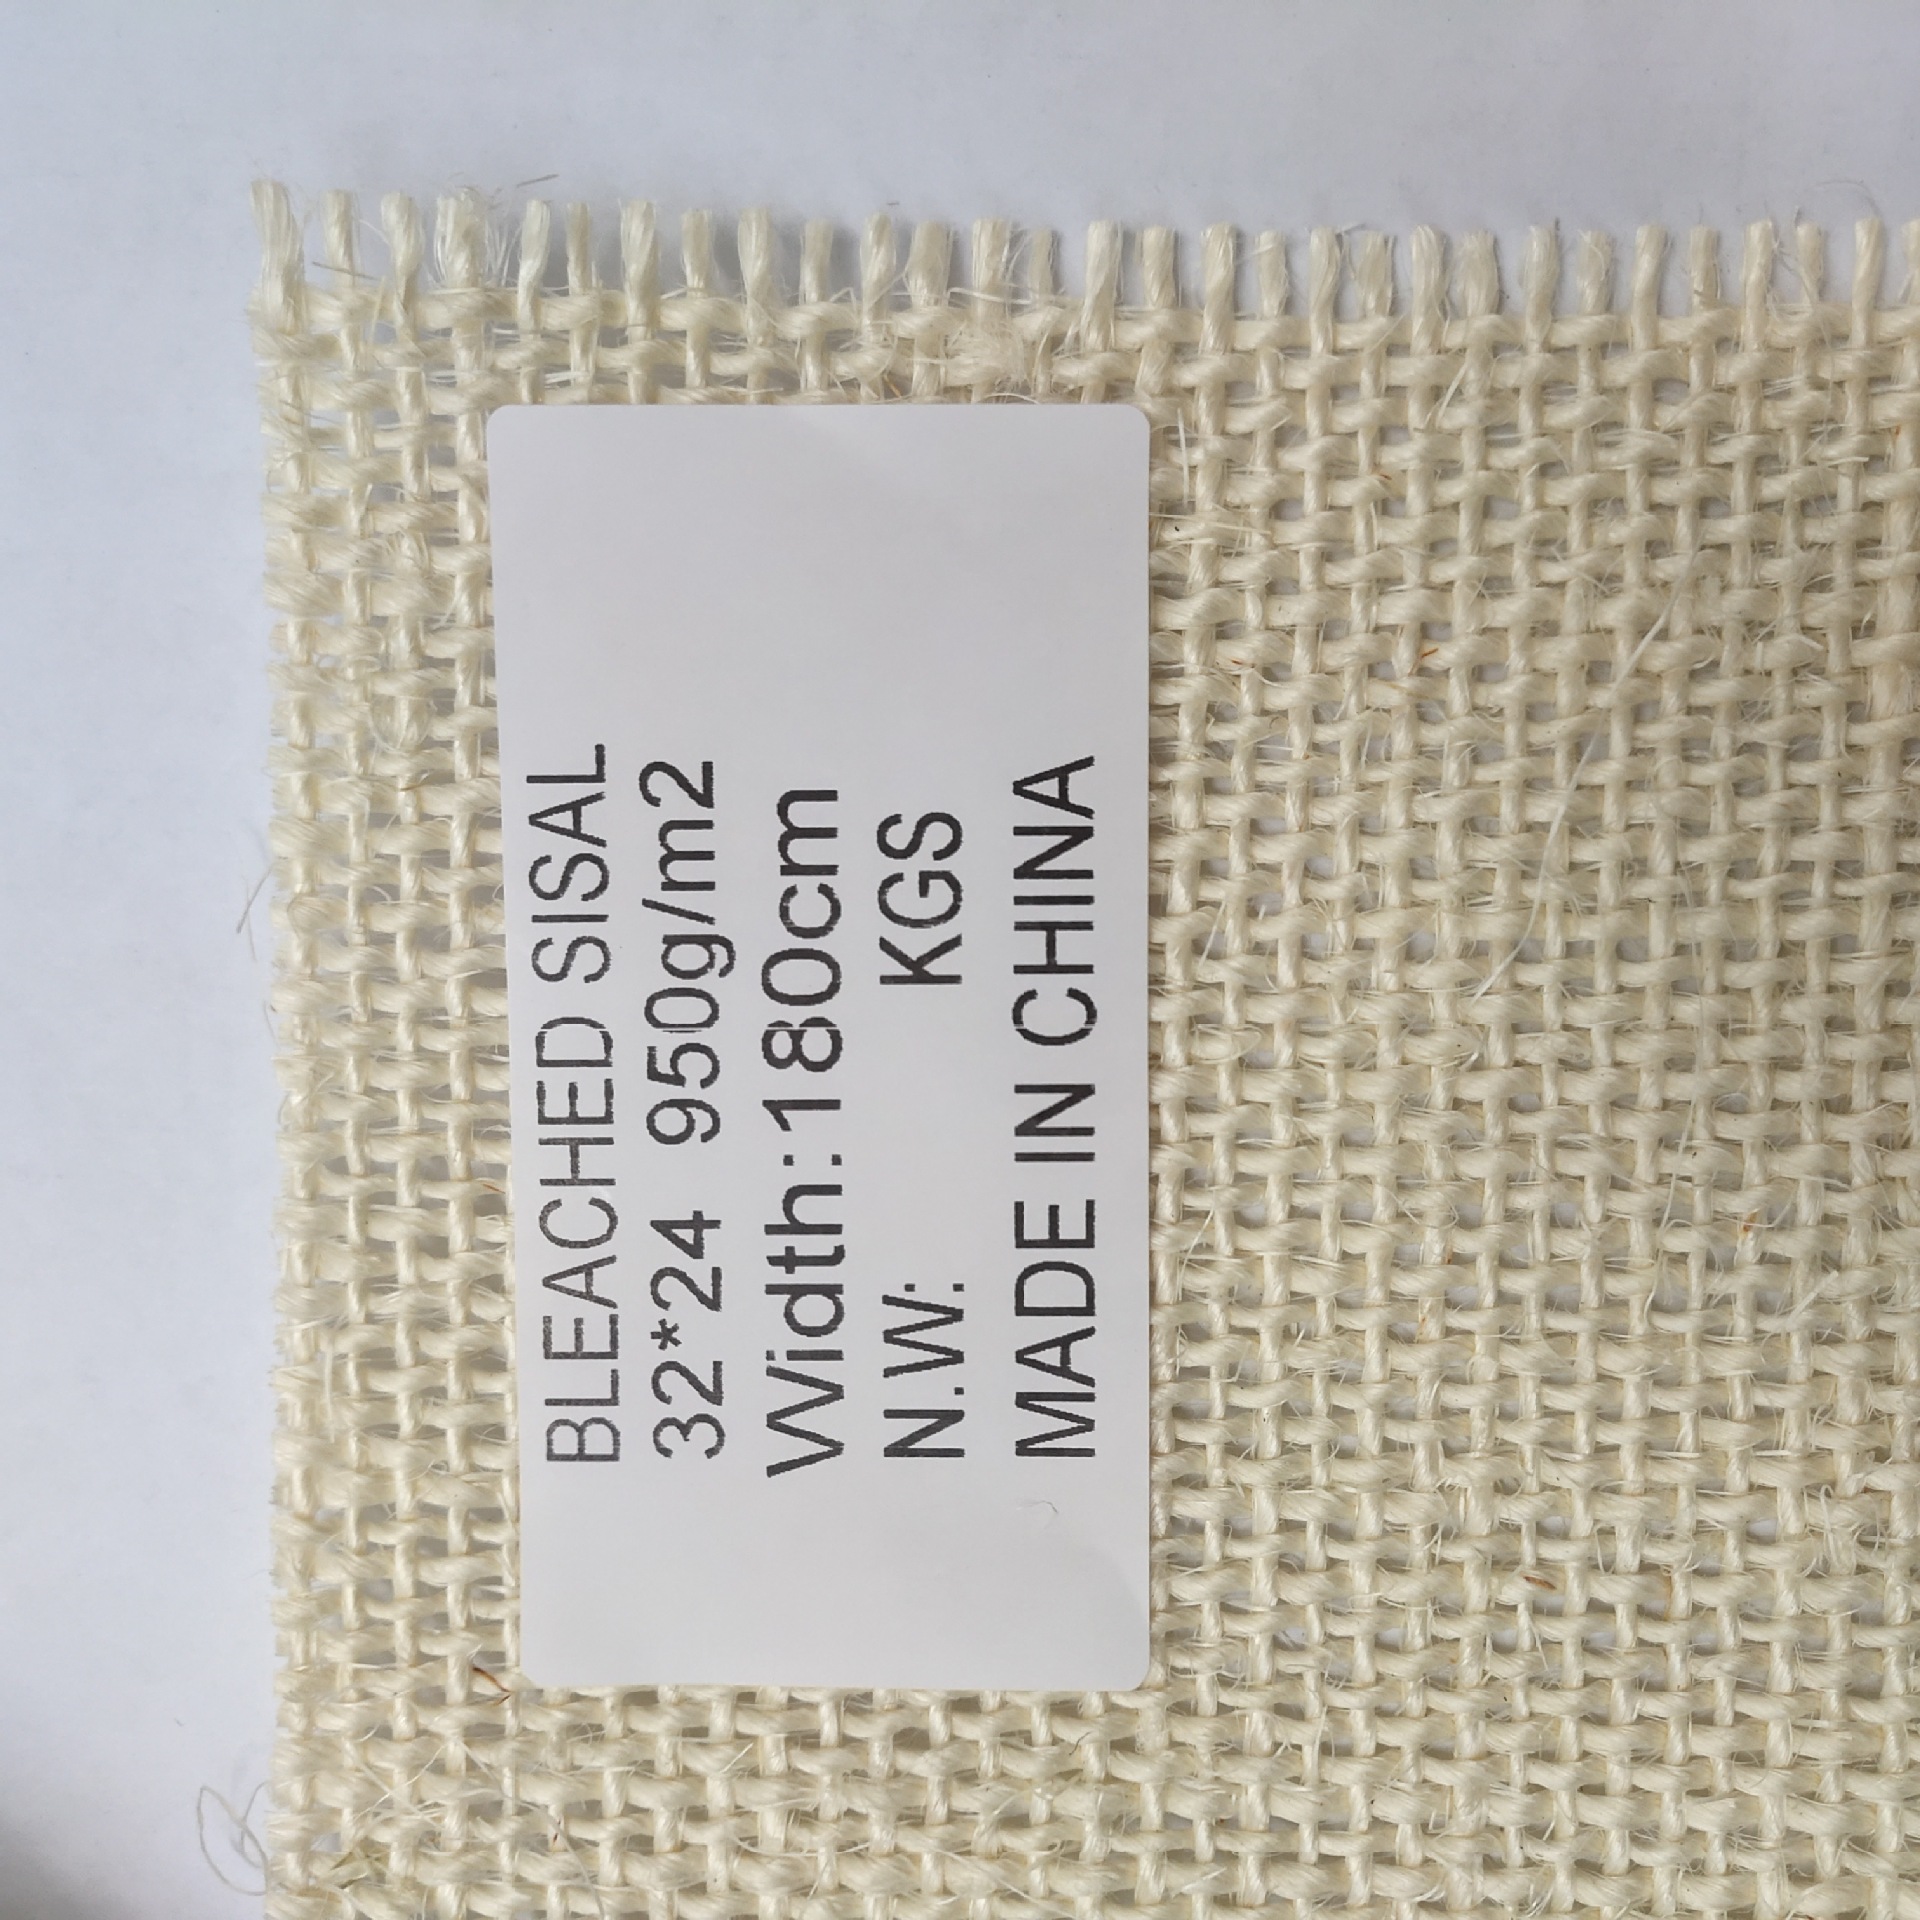 BLEACHED SISAL
32*24 950g/m2
Width:180cm
N.W: KGS
MADE IN CHINA